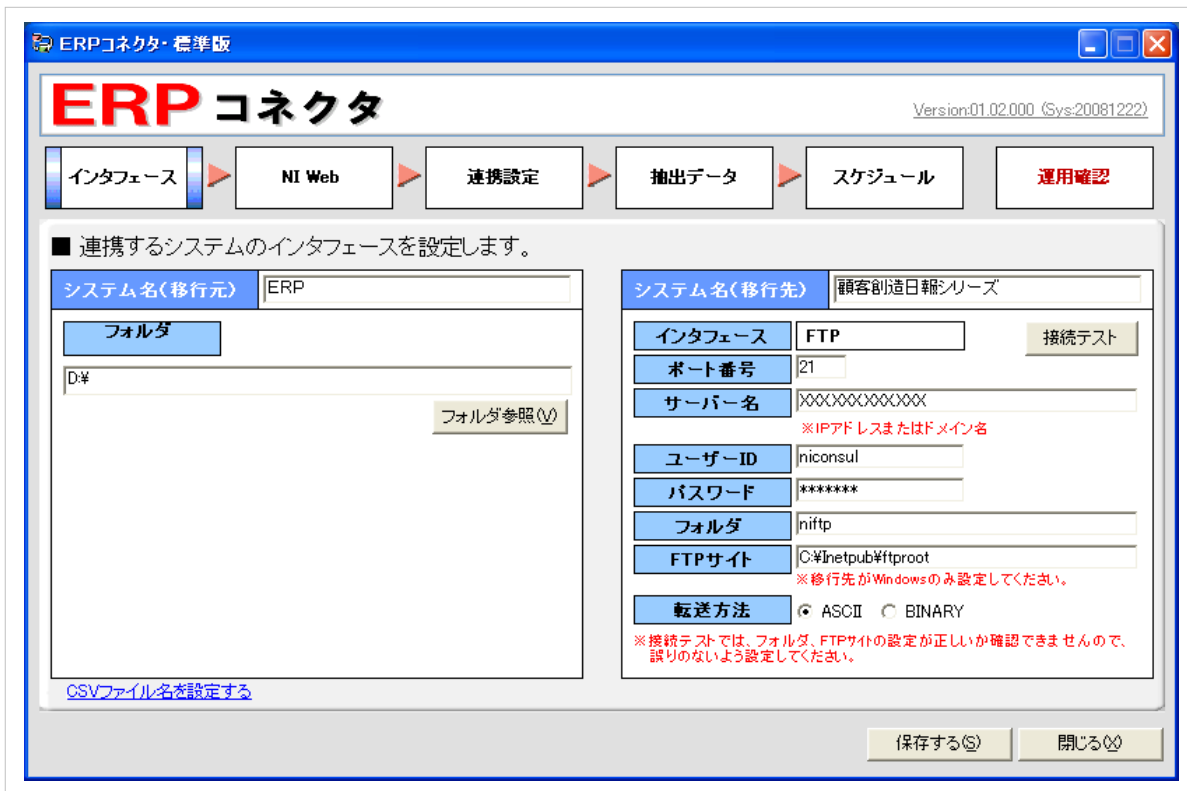 ERPコネクタ・標準版
ERP コネクタ
Version:01.02.000 (Sys:20081222)
インタフェース
NI Web
連携設定
抽出データ
スケジュール
運用確認
■ 連携するシステムのインタフェースを設定します。
システム名(移行元) ERP
フォルダ
D:¥
フォルダ参照(V)
CSVファイル名を設定する
システム名(移行先) 顧客創造日報シリーズ
インタフェース FTP 接続テスト
ポート番号 21
サーバー名 XXX.XXX.XXX.XXX
※IPアドレスまたはドメイン名
ユーザーID niconsul
パスワード *******
フォルダ niftp
FTPサイト C:¥Inetpub¥ftproot
※移行先がWindowsのみ設定してください。
転送方法 ASCII BINARY
※接続テストでは、フォルダ、FTPサイトの設定が正しいか確認できませんので、
誤りのないよう設定してください。
保存する(S) 閉じる(X)